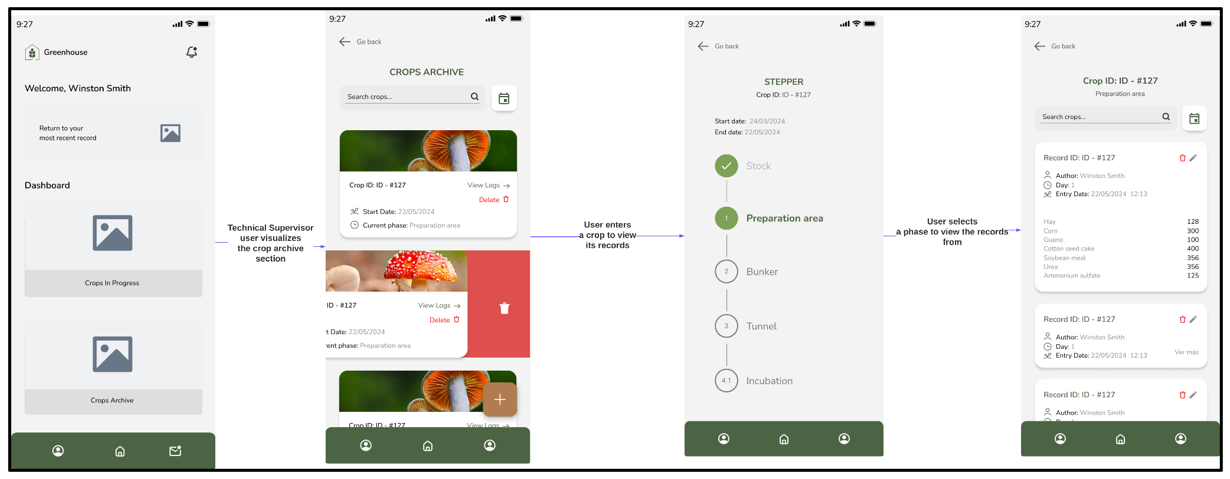 9:27
Greenhouse
Welcome, Winston Smith
Return to your
most recent record
Dashboard
Crops In Progress
Crops Archive
Technical Supervisor
user visualizes
the crop archive
section
9:27
Go back
CROPS ARCHIVE
Search crops...
Crop ID: ID - #127
View Logs
Delete
Start Date: 22/05/2024
Current phase: Preparation area
ID - #127
View Logs
Delete
t Date: 22/05/2024
rent phase: Preparation area
Crop ID: ID - #127
View Logs
User enters
a crop to view
its records
9:27
Go back
STEPPER
Crop ID: ID - #127
Start date: 24/03/2024
End date: 22/05/2024
Stock
1 Preparation area
2 Bunker
3 Tunnel
4.1 Incubation
User selects
a phase to view the records
from
9:27
Go back
Crop ID: ID - #127
Preparation area
Search crops...
Record ID: ID - #127
Author: Winston Smith
Day: 1
Entry Date: 22/05/2024 12:13
Hay 128
Corn 300
Guano 100
Cotton seed cake 400
Soybean meal 356
Urea 356
Ammonsum sulfate 125
Record ID: ID - #127
Author: Winston Smith
Day: 1
Entry Date: 22/05/2024 12:13
Ver más
Record ID: ID - #127
Author: Winston Smith